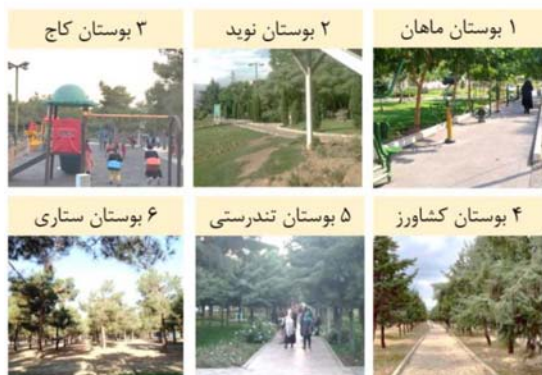 ۱ بوستان ماهان
۲ بوستان نوید
۳ بوستان کاج
۴ بوستان کشاورز
۵ بوستان تندرستی
۶ بوستان ستاری